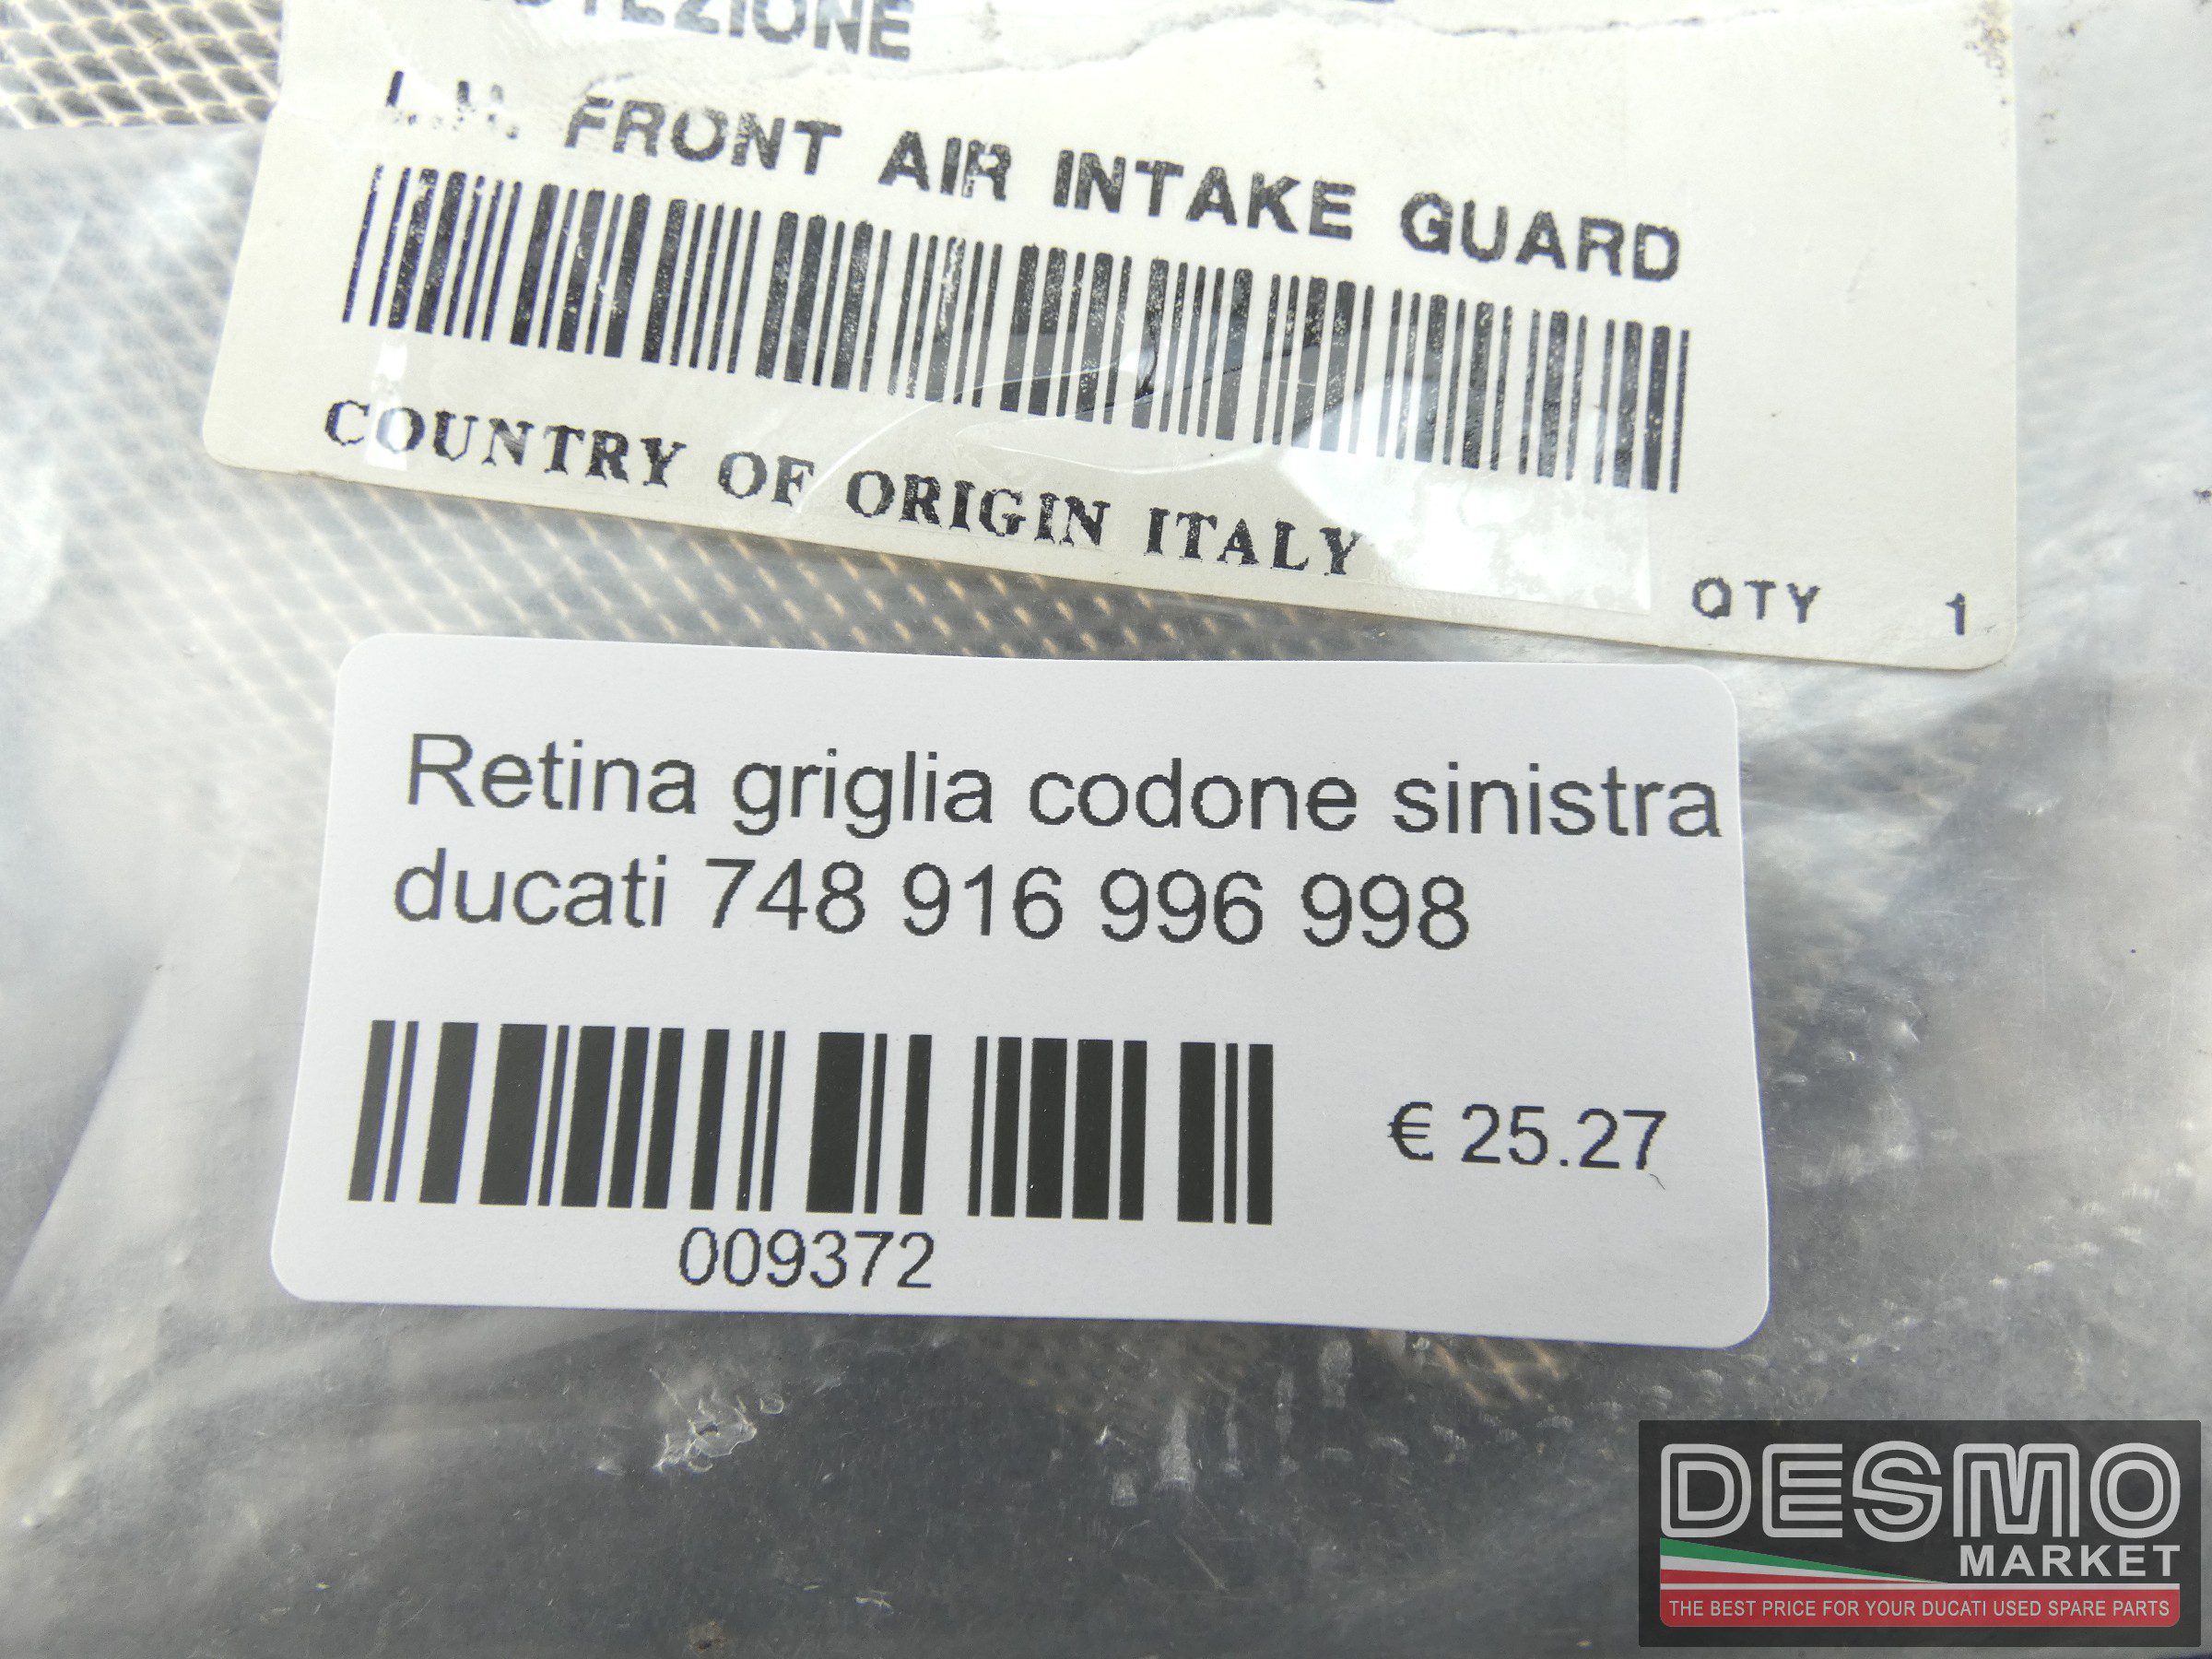 L.H. FRONT AIR INTAKE GUARD
COUNTRY OF ORIGIN ITALY
QTY 1
Retina griglia codone sinistra
ducati 748 916 996 998
€ 25.27
009372
DESMO
MARKET
THE BEST PRICE FOR YOUR DUCATI USED SPARE PARTS